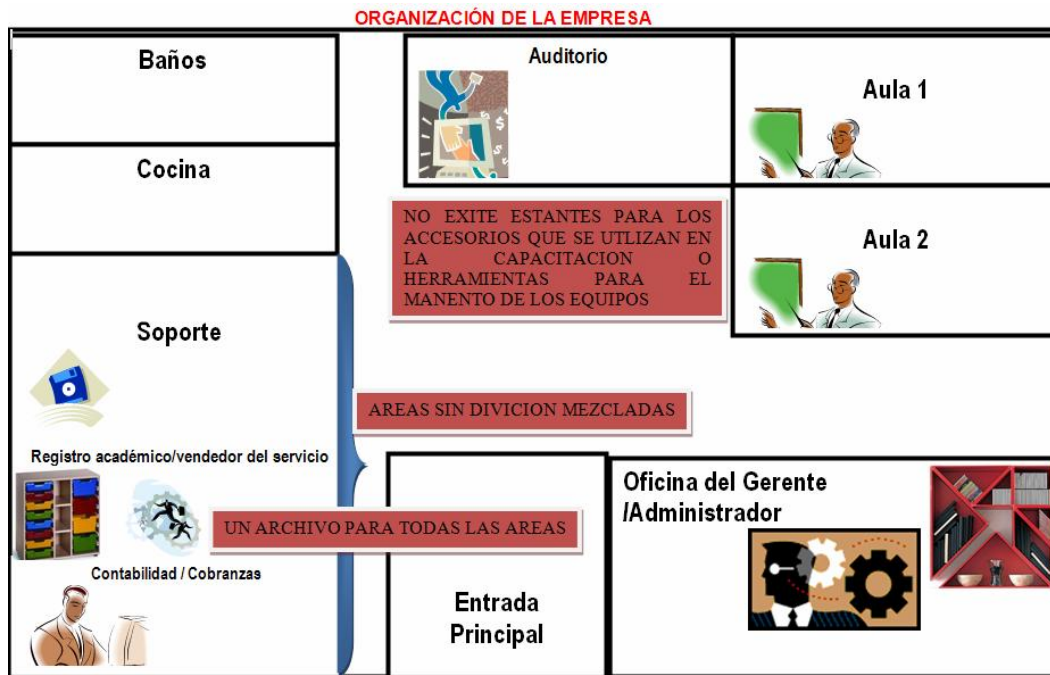 ORGANIZACIÓN DE LA EMPRESA
Baños
Auditorio
Aula 1
Cocina
NO EXITE ESTANTES PARA LOS
ACCESORIOS QUE SE UTLIZAN EN
LA CAPACITACION O
HERRAMIENTAS PARA EL
MANENTO DE LOS EQUIPOS
Aula 2
Soporte
AREAS SIN DIVICION MEZCLADAS
Registro académico/vendedor del servicio
UN ARCHIVO PARA TODAS LAS AREAS
Contabilidad / Cobranzas
Entrada
Principal
Oficina del Gerente
/Administrador